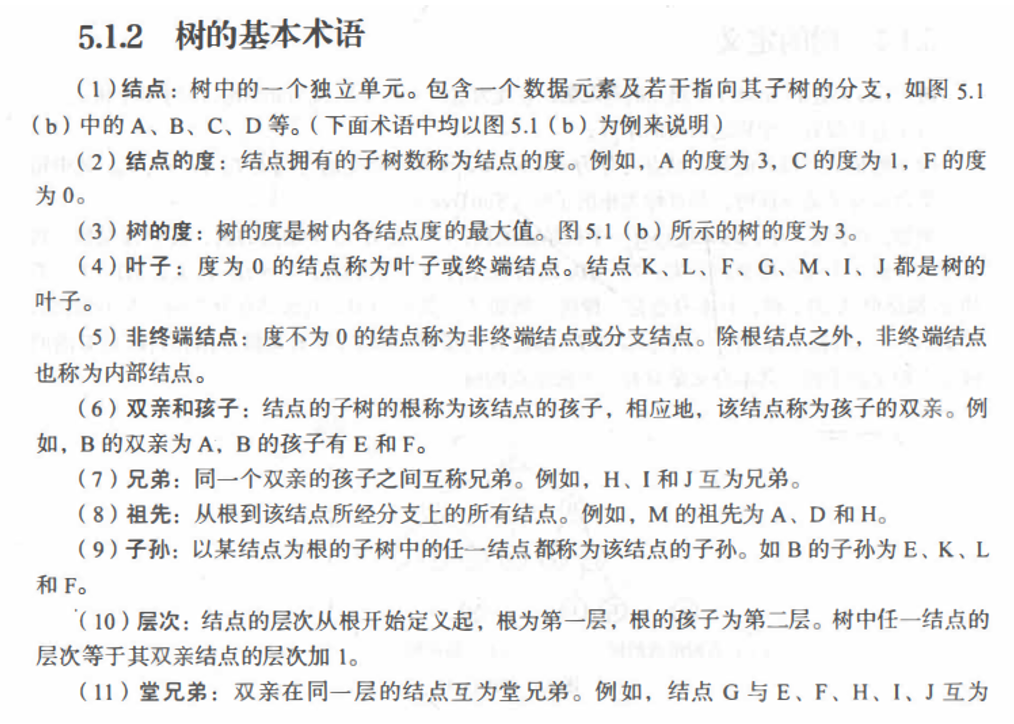 5.1.2 树的基本术语
（1）结点：树中的一个独立单元。包含一个数据元素及若干指向其子树的分支，如图 5.1
（b）中的 A、B、C、D 等。（下面术语中均以图5.1（b）为例来说明）
（2）结点的度：结点拥有的子树数称为结点的度。例如，A 的度为 3，C 的度为 1，F 的度
为 0。
（3）树的度：树的度是树内各结点度的最大值。图5.1（b）所示的树的度为 3。
（4）叶子：度为 0 的结点称为叶子或终端结点。结点 K、L、F、G、M、I、J 都是树的
叶子。
（5）非终端结点：度不为 0 的结点称为非终端结点或分支结点。除根结点之外，非终端结点
也称为内部结点。
（6）双亲和孩子：结点的子树的根称为该结点的孩子，相应地，该结点称为孩子的双亲。例
如，B 的双亲为 A，B 的孩子有 E 和 F。
（7）兄弟：同一个双亲的孩子之间互称兄弟。例如，H、I 和 J 互为兄弟。
（8）祖先：从根到该结点所经分支上的所有结点。例如，M 的祖先为 A、D 和 H。
（9）子孙：以某结点为根的子树中的任一结点都称为该结点的子孙。如 B 的子孙为 E、K、L
和 F。
（10）层次：结点的层次从根开始定义起，根为第一层，根的孩子为第二层。树中任一结点的
层次等于其双亲结点的层次加 1。
（11）堂兄弟：双亲在同一层的结点互为堂兄弟。例如，结点 G 与 E、F、H、I、J 互为